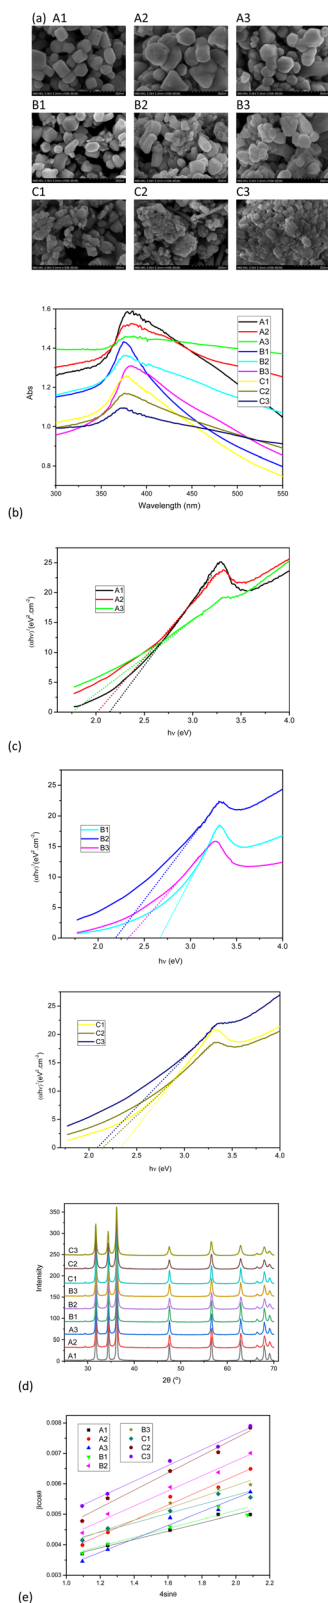 (a) A1 A2 A3
B1 B2 B3
C1 C2 C3
1.6
1.4
1.2
1.0
0.8
Abs
A1
A2
A3
B1
B2
B3
C1
C2
C3
300 350 400 450 500 550
Wavelength (nm)
(b)
25
20
15
10
5
0
(αhν)²(eV².cm⁻²)
A1
A2
A3
2.0 2.5 3.0 3.5 4.0
hν (eV)
(c)
25
20
15
10
5
0
B1
B2
B3
2.0 2.5 3.0 3.5 4.0
hν (eV)
25
20
15
10
5
0
C1
C2
C3
2.0 2.5 3.0 3.5 4.0
hν (eV)
350
300
250
200
150
100
50
0
Intensity
C3
C2
C1
B3
B2
B1
A3
A2
A1
30 40 50 60 70
2θ (°)
(d)
0.008
0.007
0.006
0.005
0.004
0.003
βcosθ
A1 B3
A2 C1
A3 C2
B1 C3
B2
1.0 1.2 1.4 1.6 1.8 2.0 2.2
4sinθ
(e)